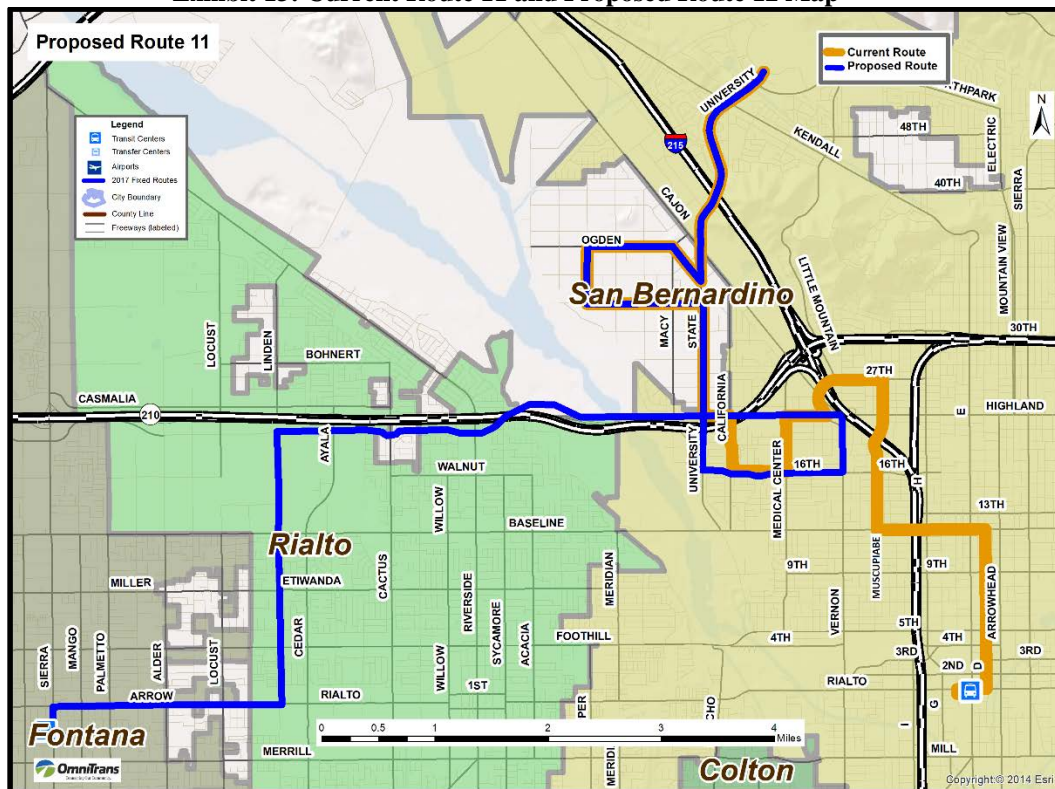 Proposed Route 11
Current Route
Proposed Route
Legend
Transit Centers
Transfer Centers
Airports
2017 Fixed Routes
City Boundary
County Line
Freeways (labeled)
N
UNIVERSITY
215
KENDALL
48TH
ELECTRIC
40TH
SIERRA
CAJON
OGDEN
MOUNTAIN VIEW
LITTLE MOUNTAIN
San Bernardino
MACY
STATE
30TH
LOCUST
LINDEN
BOHNERT
27TH
CASMALIA
210
CALIFORNIA
E
HIGHLAND
AYALA
WALNUT
UNIVERSITY
MEDICAL CENTER
16TH
16TH
H
WILLOW
BASELINE
13TH
Rialto
MILLER
ETIWANDA
CACTUS
RIVERSIDE
SYCAMORE
ACACIA
MERIDIAN
9TH
VERNON
MUSCUPIABE
9TH
ARROWHEAD
FOOTHILL
4TH
5TH
4TH
3RD
3RD
2ND
D
SIERRA
MANGO
PALMETTO
ALDER
LOCUST
CEDAR
WILLOW
1ST
RIALTO
RIALTO
ARROW
G
I
Fontana
MERRILL
0
0.5
1
2
3
4
Miles
MILL
OmniTrans
Colton
Copyright:© 2014 Esri